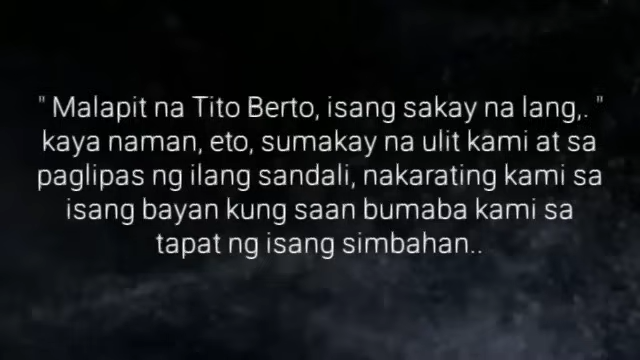 " Malapit na Tito Berto, isang sakay na lang,. "
kaya naman, eto, sumakay na ulit kami at sa
paglipas ng ilang sandali, nakarating kami sa
isang bayan kung saan bumaba kami sa
tapat ng isang simbahan..